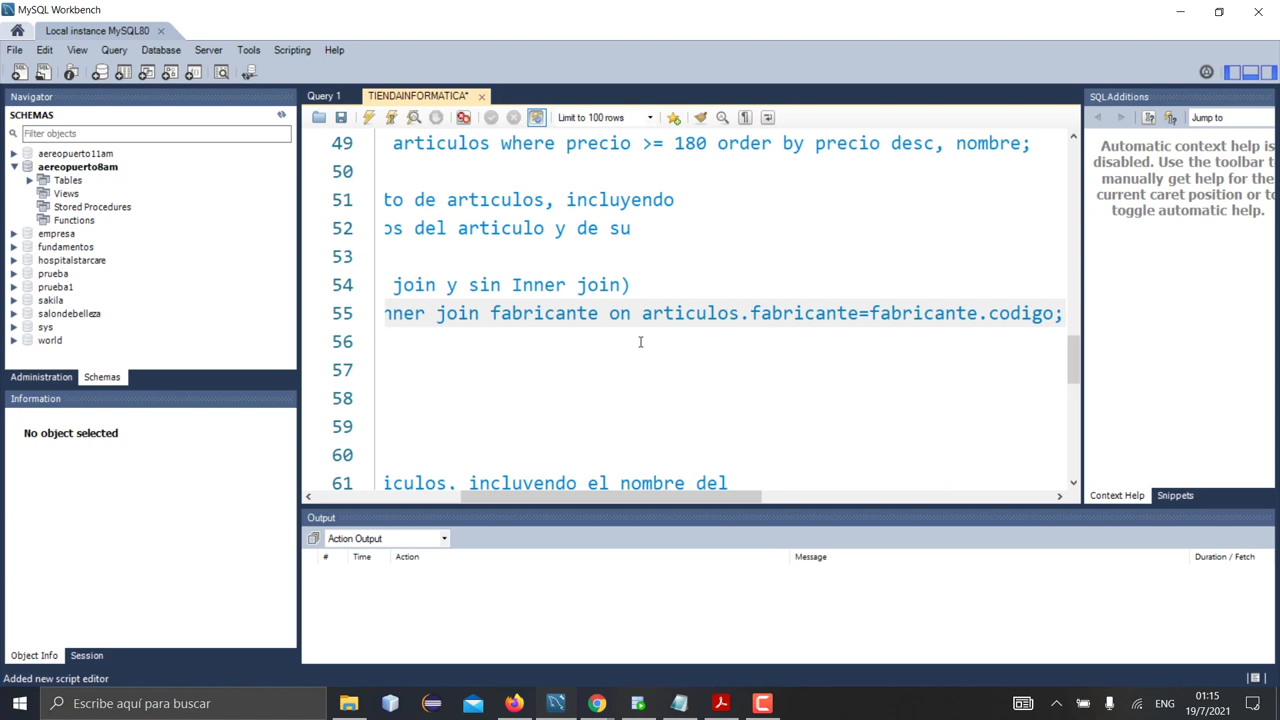 MySQL Workbench
Local instance MySQL80
File Edit View Query Database Server Tools Scripting Help
Navigator
SCHEMAS
Filter objects
aereopuerto11am
aereopuerto8am
Tables
Views
Stored Procedures
Functions
empresa
fundamentos
hospitalstarcare
prueba
prueba1
sakila
salondebelleza
sys
world
Administration Schemas
Information
No object selected
Object Info Session
Added new script editor
Query 1 TIENDAINFORMATICA*
Limit to 100 rows
49 articulos where precio >= 180 order by precio desc, nombre;
50
51 to de articulos, incluyendo
52 os del articulo y de su
53
54 join y sin Inner join)
55 nner join fabricante on articulos.fabricante=fabricante.codigo;
56
57
58
59
60
61 iculos, incluyendo el nombre del
SQLAdditions
Jump to
Automatic context help is
disabled. Use the toolbar t
manually get help for the
current caret position or to
toggle automatic help.
Context Help Snippets
Output
Action Output
# Time Action Message Duration / Fetch
Escribe aquí para buscar
ENG
01:15
19/7/2021